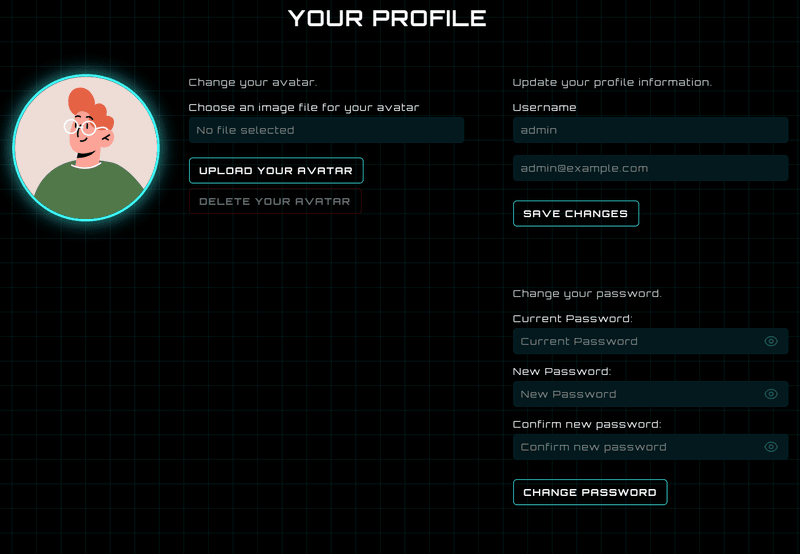 YOUR PROFILE
Change your avatar.
Choose an image file for your avatar
No file selected
UPLOAD YOUR AVATAR
DELETE YOUR AVATAR
Update your profile information.
Username
admin
admin@example.com
SAVE CHANGES
Change your password.
Current Password:
Current Password
New Password:
New Password
Confirm new password:
Confirm new password
CHANGE PASSWORD